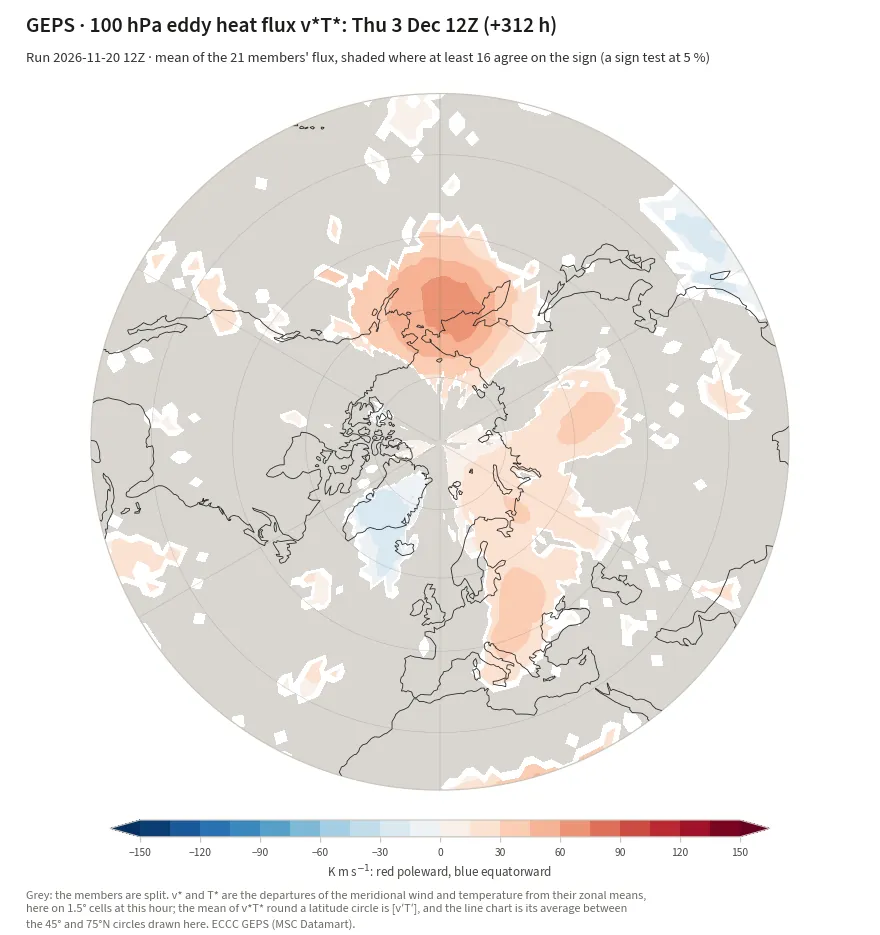 GEPS · 100 hPa eddy heat flux v*T*: Thu 3 Dec 12Z (+312 h)
Run 2026-11-20 12Z · mean of the 21 members' flux, shaded where at least 16 agree on the sign (a sign test at 5 %)
−150 −120 −90 −60 −30 0 30 60 90 120 150
K m s⁻¹: red poleward, blue equatorward
Grey: the members are split. v* and T* are the departures of the meridional wind and temperature from their zonal means,
here on 1.5° cells at this hour; the mean of v*T* round a latitude circle is [v'T'], and the line chart is its average between
the 45° and 75°N circles drawn here. ECCC GEPS (MSC Datamart).